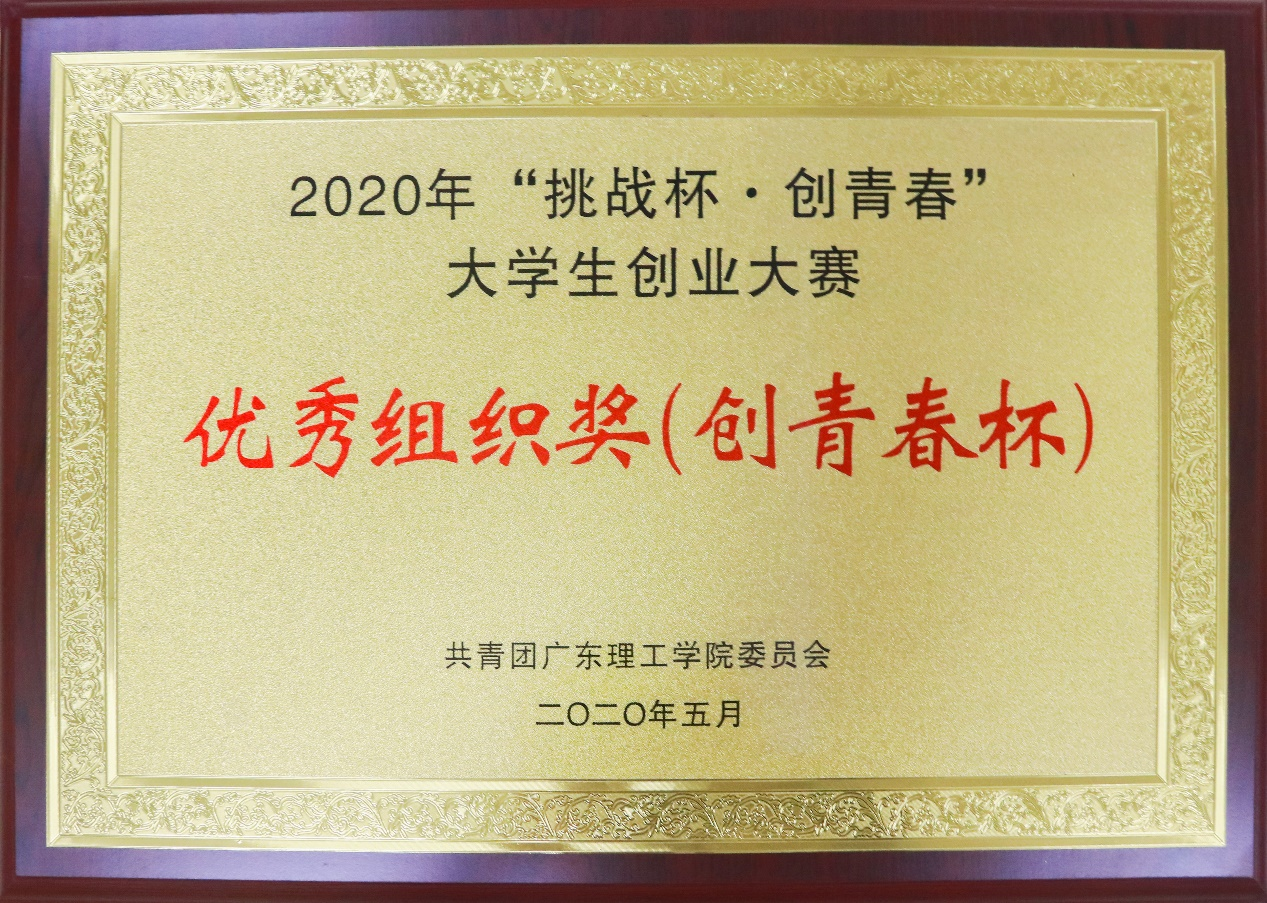 2020年“挑战杯·创青春”
大学生创业大赛
优秀组织奖(创青春杯)
共青团广东理工学院委员会
二〇二〇年五月